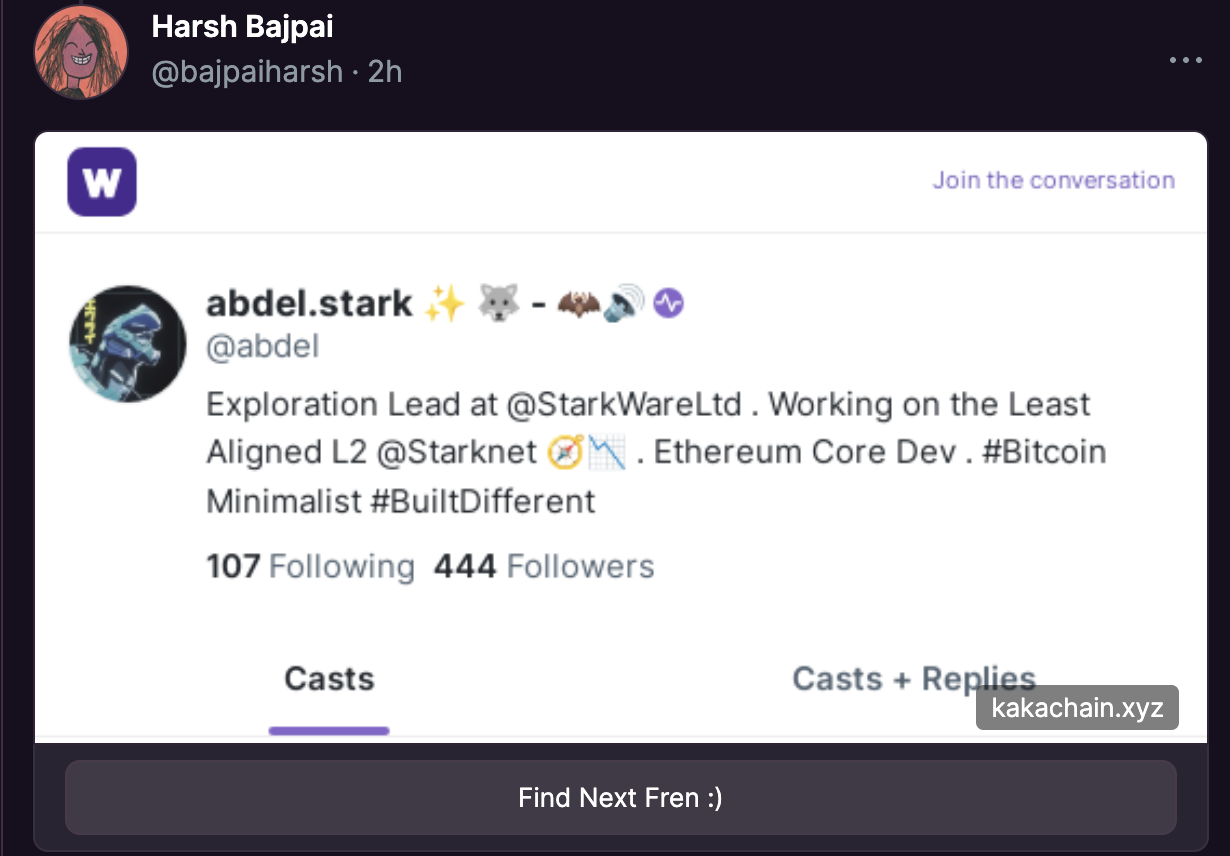 Harsh Bajpai
@bajpaiharsh · 2h
W
Join the conversation
abdel.stark ✨ 🐺 - 🦇🔊
@abdel
Exploration Lead at @StarkWareLtd . Working on the Least
Aligned L2 @Starknet 🧭📉 . Ethereum Core Dev . #Bitcoin
Minimalist #BuiltDifferent
107 Following 444 Followers
Casts
Casts + Replies
kakachain.xyz
Find Next Fren :)